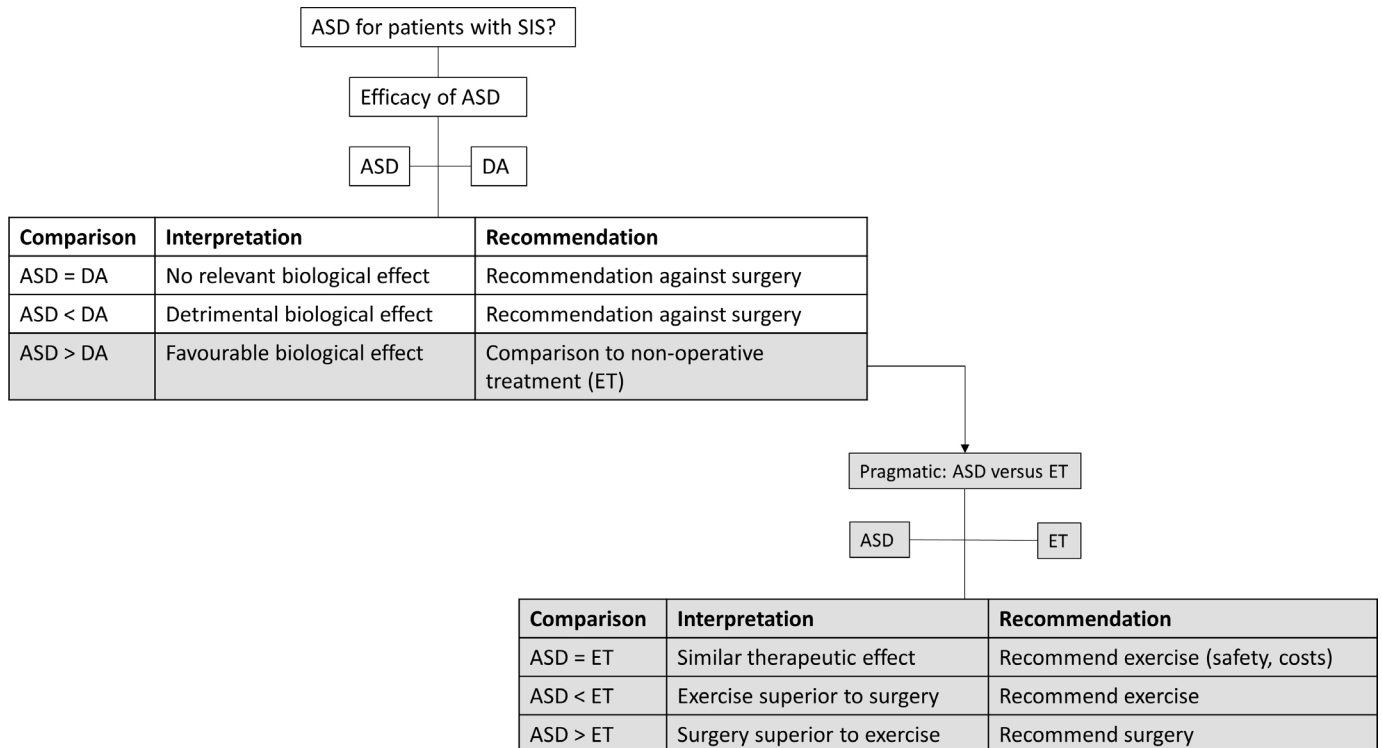 ASD for patients with SIS?
Efficacy of ASD
ASD DA
Comparison Interpretation Recommendation
ASD = DA No relevant biological effect Recommendation against surgery
ASD < DA Detrimental biological effect Recommendation against surgery
ASD > DA Favourable biological effect Comparison to non-operative
treatment (ET)
Pragmatic: ASD versus ET
ASD ET
Comparison Interpretation Recommendation
ASD = ET Similar therapeutic effect Recommend exercise (safety, costs)
ASD < ET Exercise superior to surgery Recommend exercise
ASD > ET Surgery superior to exercise Recommend surgery